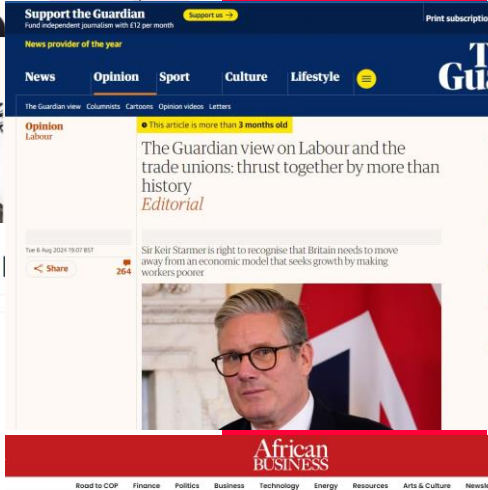 Support the Guardian
Fund independent journalism with £12 per month
Support us →
Print subscriptio
News provider of the year
News Opinion Sport Culture Lifestyle
T
Gu
The Guardian view Columnists Cartoons Opinion videos Letters
Opinion
Labour
This article is more than 3 months old
The Guardian view on Labour and the
trade unions: thrust together by more than
history
Editorial
Tue 6 Aug 2024 19.07 BST
Share
264
Sir Keir Starmer is right to recognise that Britain needs to move
away from an economic model that seeks growth by making
workers poorer
African
BUSINESS
Road to COP Finance Politics Business Technology Energy Resources Arts & Culture Newsle